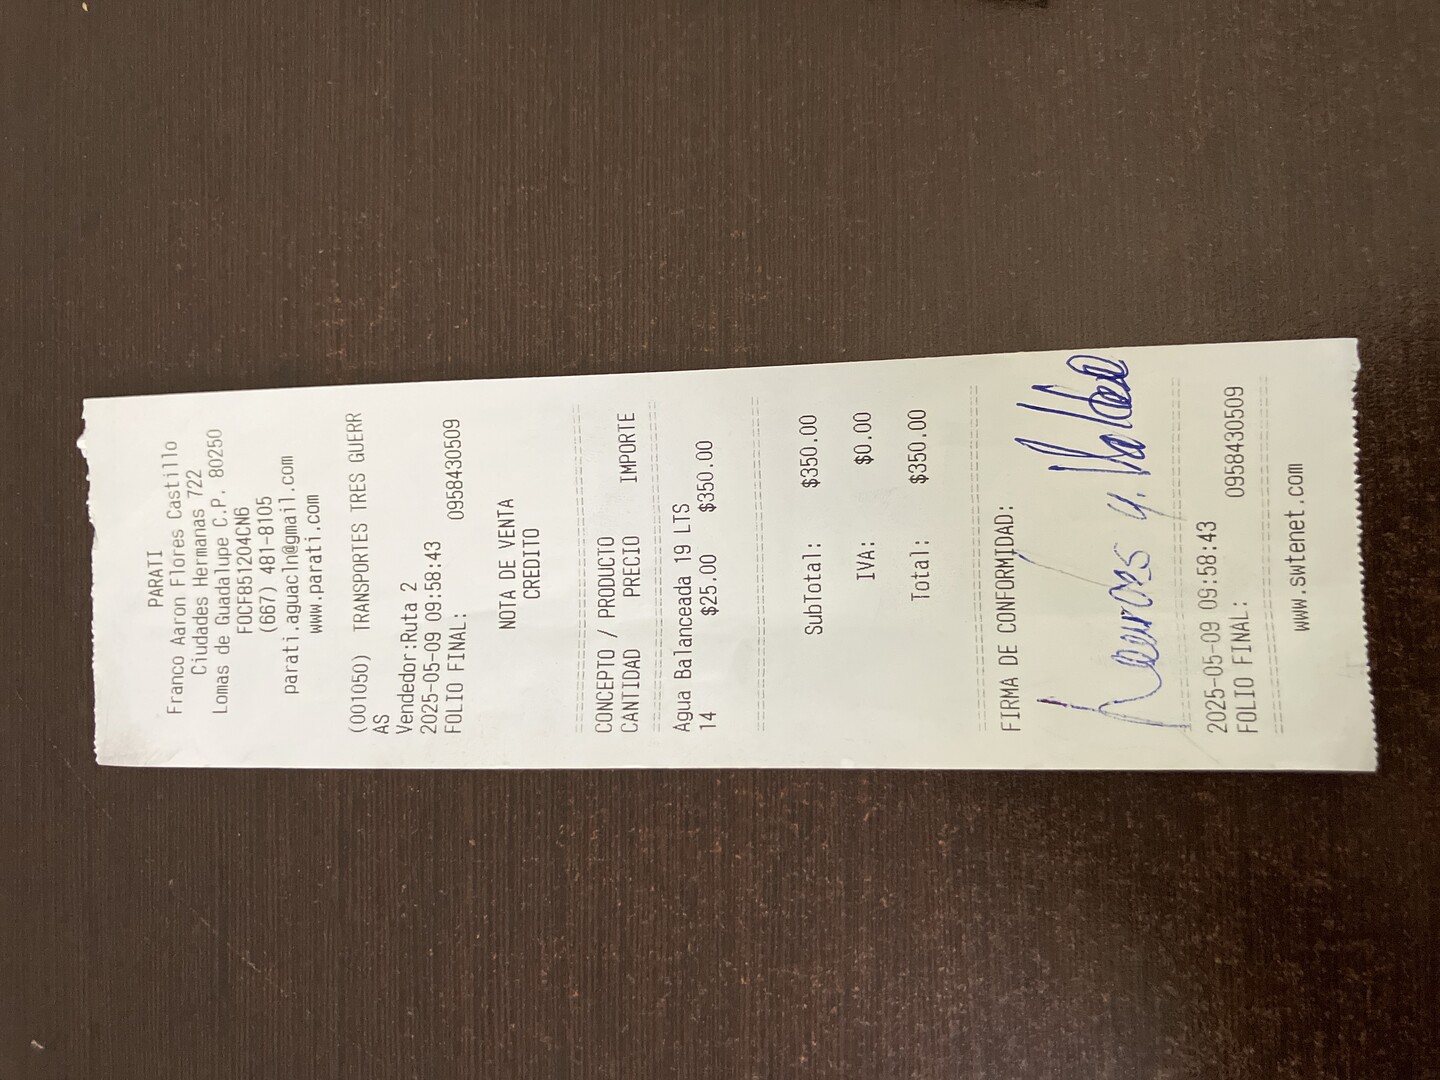 PARATI
Franco Aaron Flores Castillo
Ciudades Hermanas 722
Lomas de Guadalupe C.P. 80250
FOCF851204CN6
(667) 481-8105
parati.aguacln@gmail.com
www.parati.com
(001050) TRANSPORTES TRES GUERR
AS
Vendedor:Ruta 2
2025-05-09 09:58:43
FOLIO FINAL: 0958430509
NOTA DE VENTA
CREDITO
CONCEPTO / PRODUCTO
CANTIDAD PRECIO IMPORTE
Agua Balanceada 19 LTS
14 $25.00 $350.00
SubTotal: $350.00
IVA: $0.00
Total: $350.00
FIRMA DE CONFORMIDAD:
2025-05-09 09:58:43
FOLIO FINAL: 0958430509
www.swtenet.com